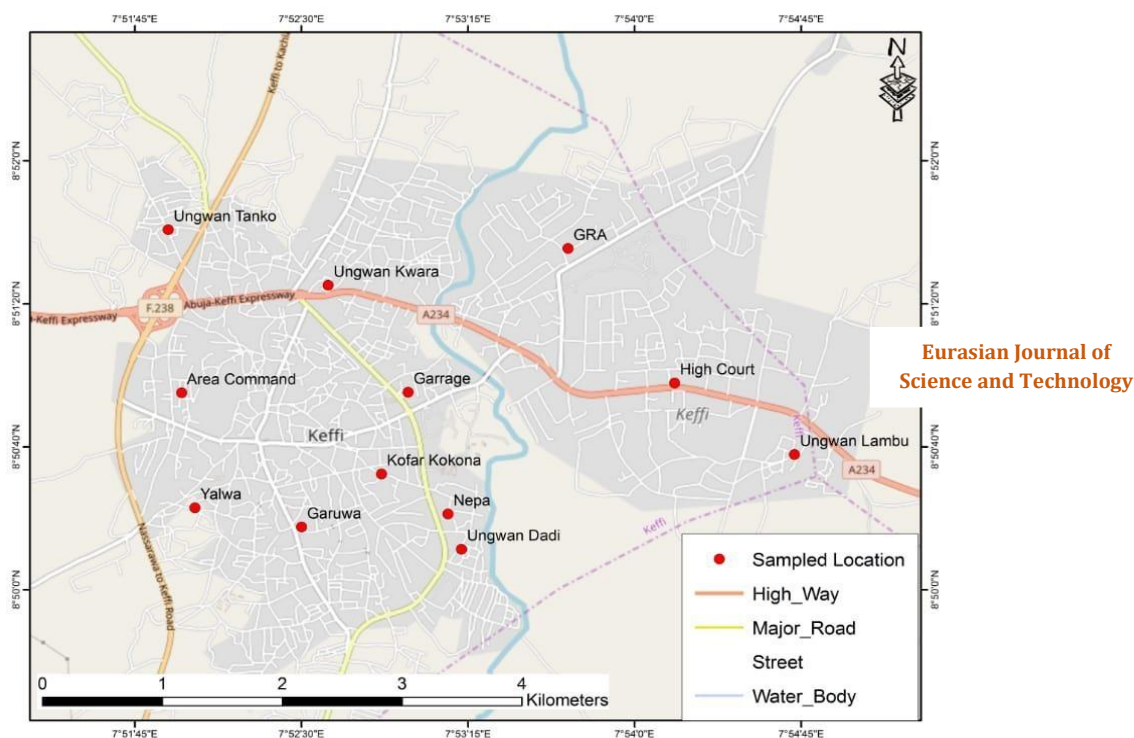 7°51'45"E 7°52'30"E 7°53'15"E 7°54'0"E 7°54'45"E
N
Keffi to Kachia
8°52'0"N 8°52'0"N
Ungwan Tanko
GRA
Ungwan Kwara
8°51'20"N 8°51'20"N
F.238
Abuja-Keffi Expressway
a-Keffi Expressway
A234
Eurasian Journal of
Science and Technology
High Court
Area Command
Garrage
Keffi
Keffi
Keffi
8°50'40"N 8°50'40"N
Ungwan Lambu
A234
Kofar Kokona
Yalwa
Nepa
Garuwa
Ungwan Dadi
Keffi
Nassarawa to Keffi Road
8°50'0"N 8°50'0"N
Sampled Location
High_Way
Major_Road
Street
Water_Body
0 1 2 3 4
Kilometers
7°51'45"E 7°52'30"E 7°53'15"E 7°54'0"E 7°54'45"E